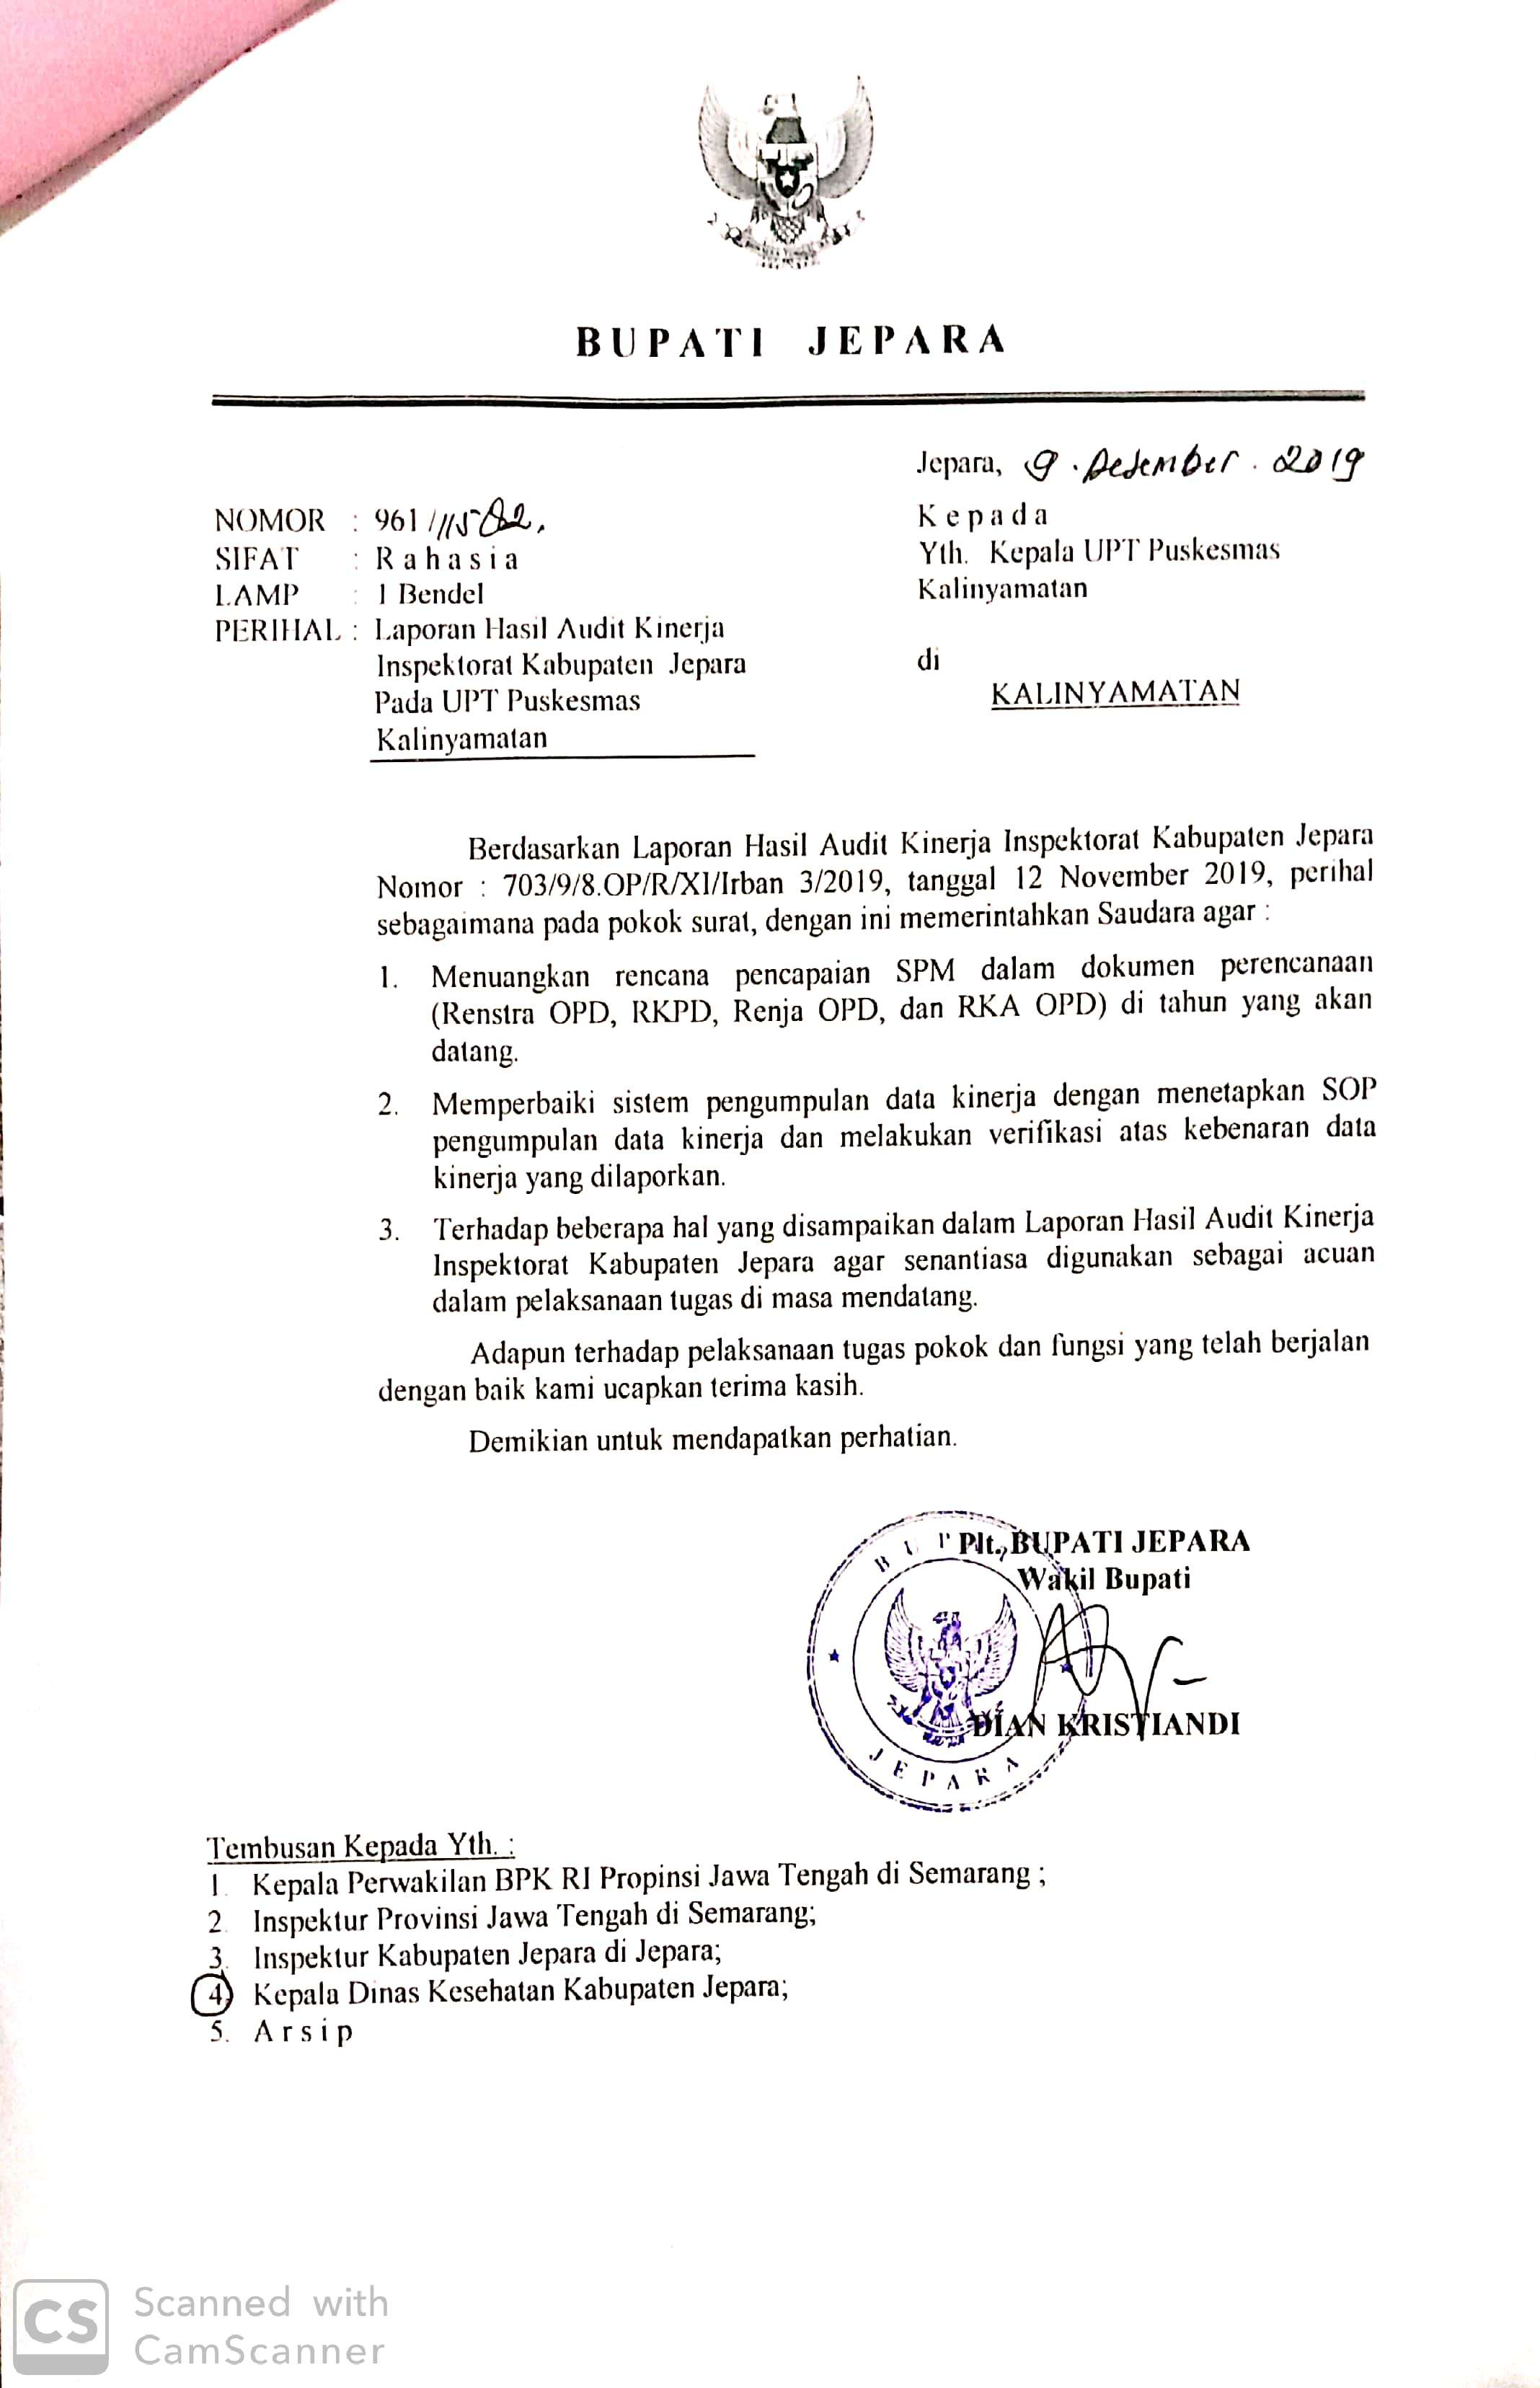 BUPATI JEPARA
Jepara, 9 . Desember . 2019
NOMOR : 961 / 11582.
SIFAT : R a h a s i a
LAMP : 1 Bendel
PERIHAL : Laporan Hasil Audit Kinerja
Inspektorat Kabupaten Jepara
Pada UPT Puskesmas
Kalinyamatan
K e p a d a
Yth. Kepala UPT Puskesmas
Kalinyamatan
di
KALINYAMATAN
Berdasarkan Laporan Hasil Audit Kinerja Inspektorat Kabupaten Jepara
Nomor : 703/9/8.OP/R/XI/Irban 3/2019, tanggal 12 November 2019, perihal
sebagaimana pada pokok surat, dengan ini memerintahkan Saudara agar :
1. Menuangkan rencana pencapaian SPM dalam dokumen perencanaan
(Renstra OPD, RKPD, Renja OPD, dan RKA OPD) di tahun yang akan
datang.
2. Memperbaiki sistem pengumpulan data kinerja dengan menetapkan SOP
pengumpulan data kinerja dan melakukan verifikasi atas kebenaran data
kinerja yang dilaporkan.
3. Terhadap beberapa hal yang disampaikan dalam Laporan Hasil Audit Kinerja
Inspektorat Kabupaten Jepara agar senantiasa digunakan sebagai acuan
dalam pelaksanaan tugas di masa mendatang.
Adapun terhadap pelaksanaan tugas pokok dan fungsi yang telah berjalan
dengan baik kami ucapkan terima kasih.
Demikian untuk mendapatkan perhatian.
Plt. BUPATI JEPARA
Wakil Bupati
DIAN KRISTIANDI
JEPARA
Tembusan Kepada Yth. :
1. Kepala Perwakilan BPK RI Propinsi Jawa Tengah di Semarang ;
2. Inspektur Provinsi Jawa Tengah di Semarang;
3. Inspektur Kabupaten Jepara di Jepara;
4. Kepala Dinas Kesehatan Kabupaten Jepara;
5. A r s i p
CS Scanned with
CamScanner